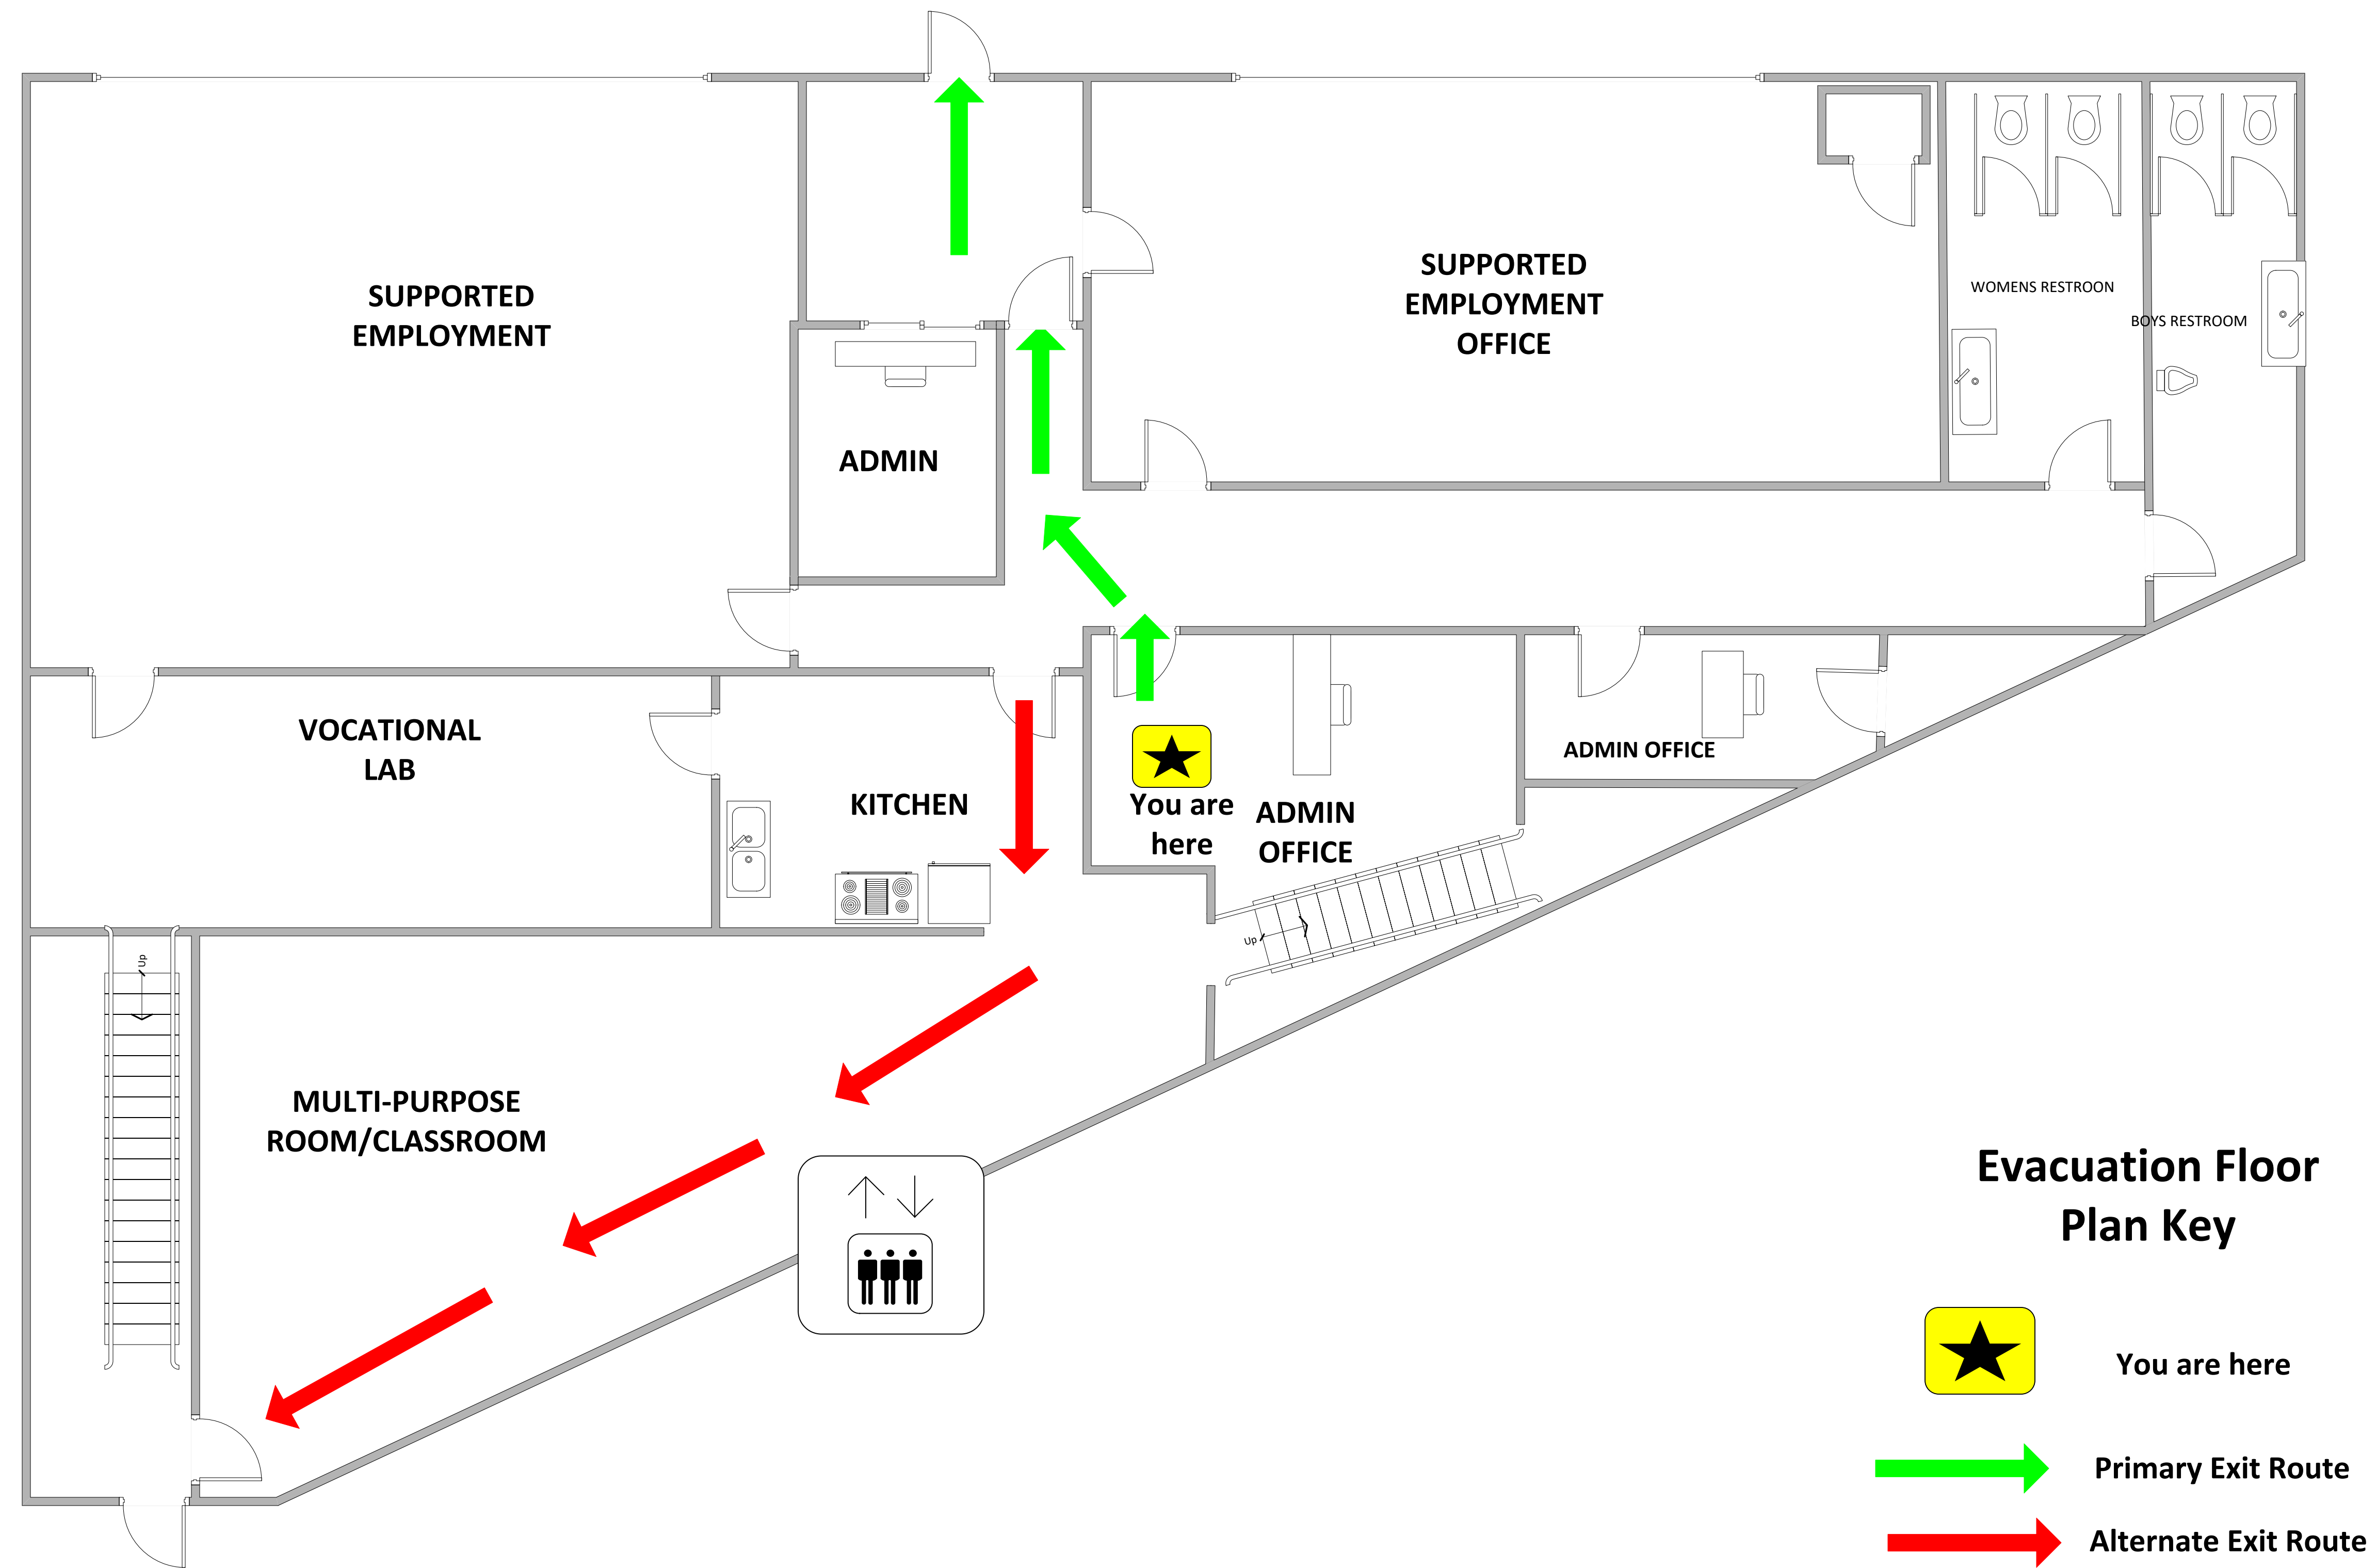 SUPPORTED
EMPLOYMENT
SUPPORTED
EMPLOYMENT
OFFICE
WOMENS RESTROON
BOYS RESTROOM
ADMIN
VOCATIONAL
LAB
KITCHEN
You are
here
ADMIN
OFFICE
ADMIN OFFICE
Up
Up
MULTI-PURPOSE
ROOM/CLASSROOM
Evacuation Floor
Plan Key
You are here
Primary Exit Route
Alternate Exit Route